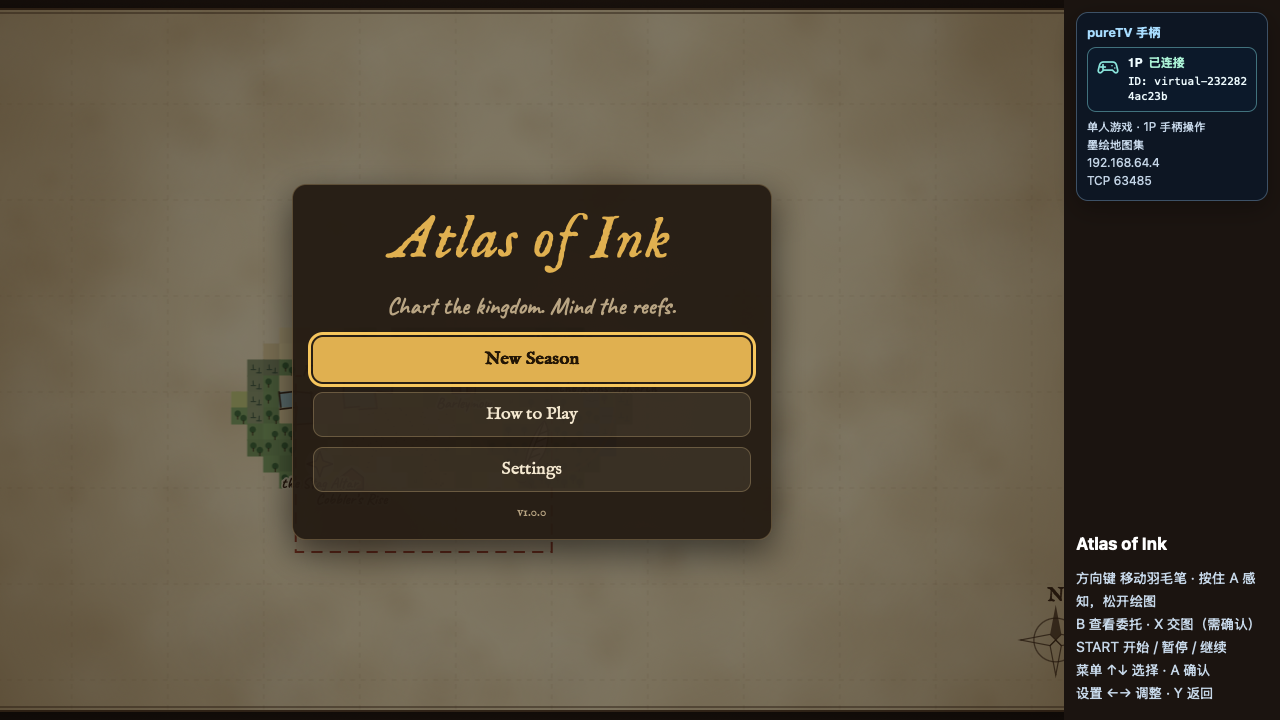 Atlas of Ink
Chart the kingdom. Mind the reefs.
New Season
How to Play
Settings
v1.0.0
N
pureTV 手柄
1P 已连接
ID: virtual-232282
4ac23b
单人游戏 · 1P 手柄操作
墨绘地图集
192.168.64.4
TCP 63485
Atlas of Ink
方向键 移动羽毛笔 · 按住 A 感
知，松开绘图
B 查看委托 · X 交图（需确认）
START 开始 / 暂停 / 继续
菜单 ↑↓ 选择 · A 确认
设置 ←→ 调整 · Y 返回